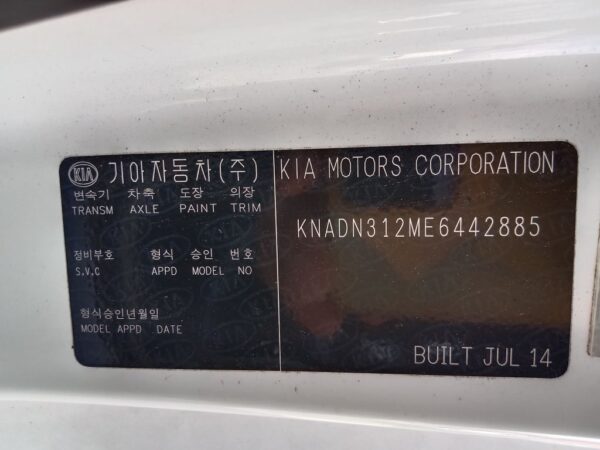 KIA 기아자동차(주)
변속기 차축 도장 의장
TRANSM AXLE PAINT TRIM
정비부호 형식 승인 번호
S.V.C APPD MODEL NO
형식승인년월일
MODEL APPD DATE
KIA MOTORS CORPORATION
KNADN312ME6442885
BUILT JUL 14